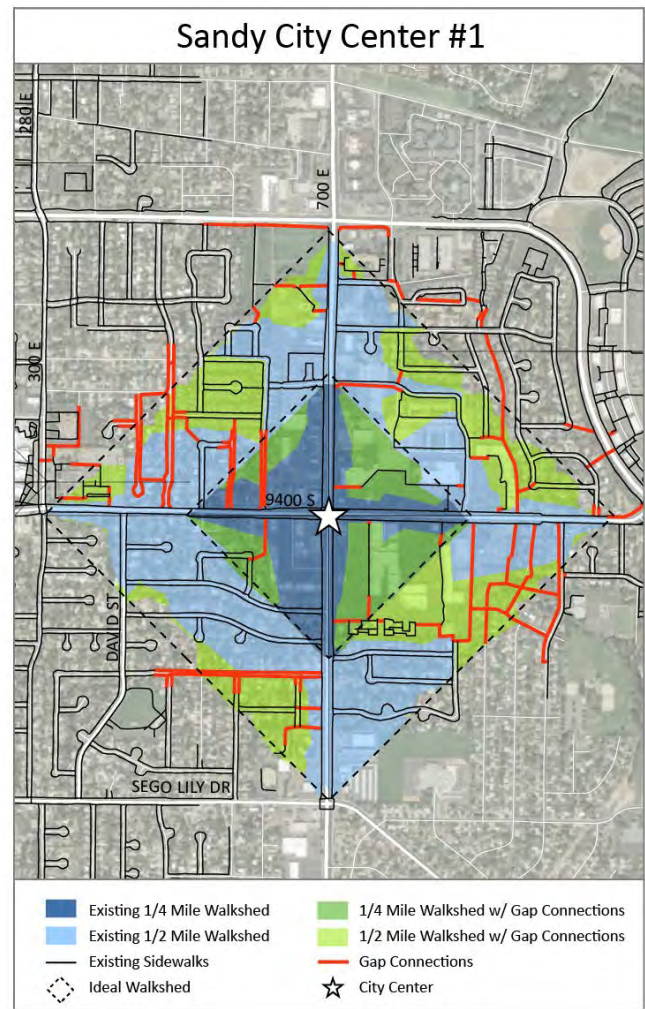 Sandy City Center #1
280 E
700 E
300 E
9400 S
DAVID ST
SEGO LILY DR
Existing 1/4 Mile Walkshed
1/4 Mile Walkshed w/ Gap Connections
Existing 1/2 Mile Walkshed
1/2 Mile Walkshed w/ Gap Connections
Existing Sidewalks
Gap Connections
Ideal Walkshed
City Center